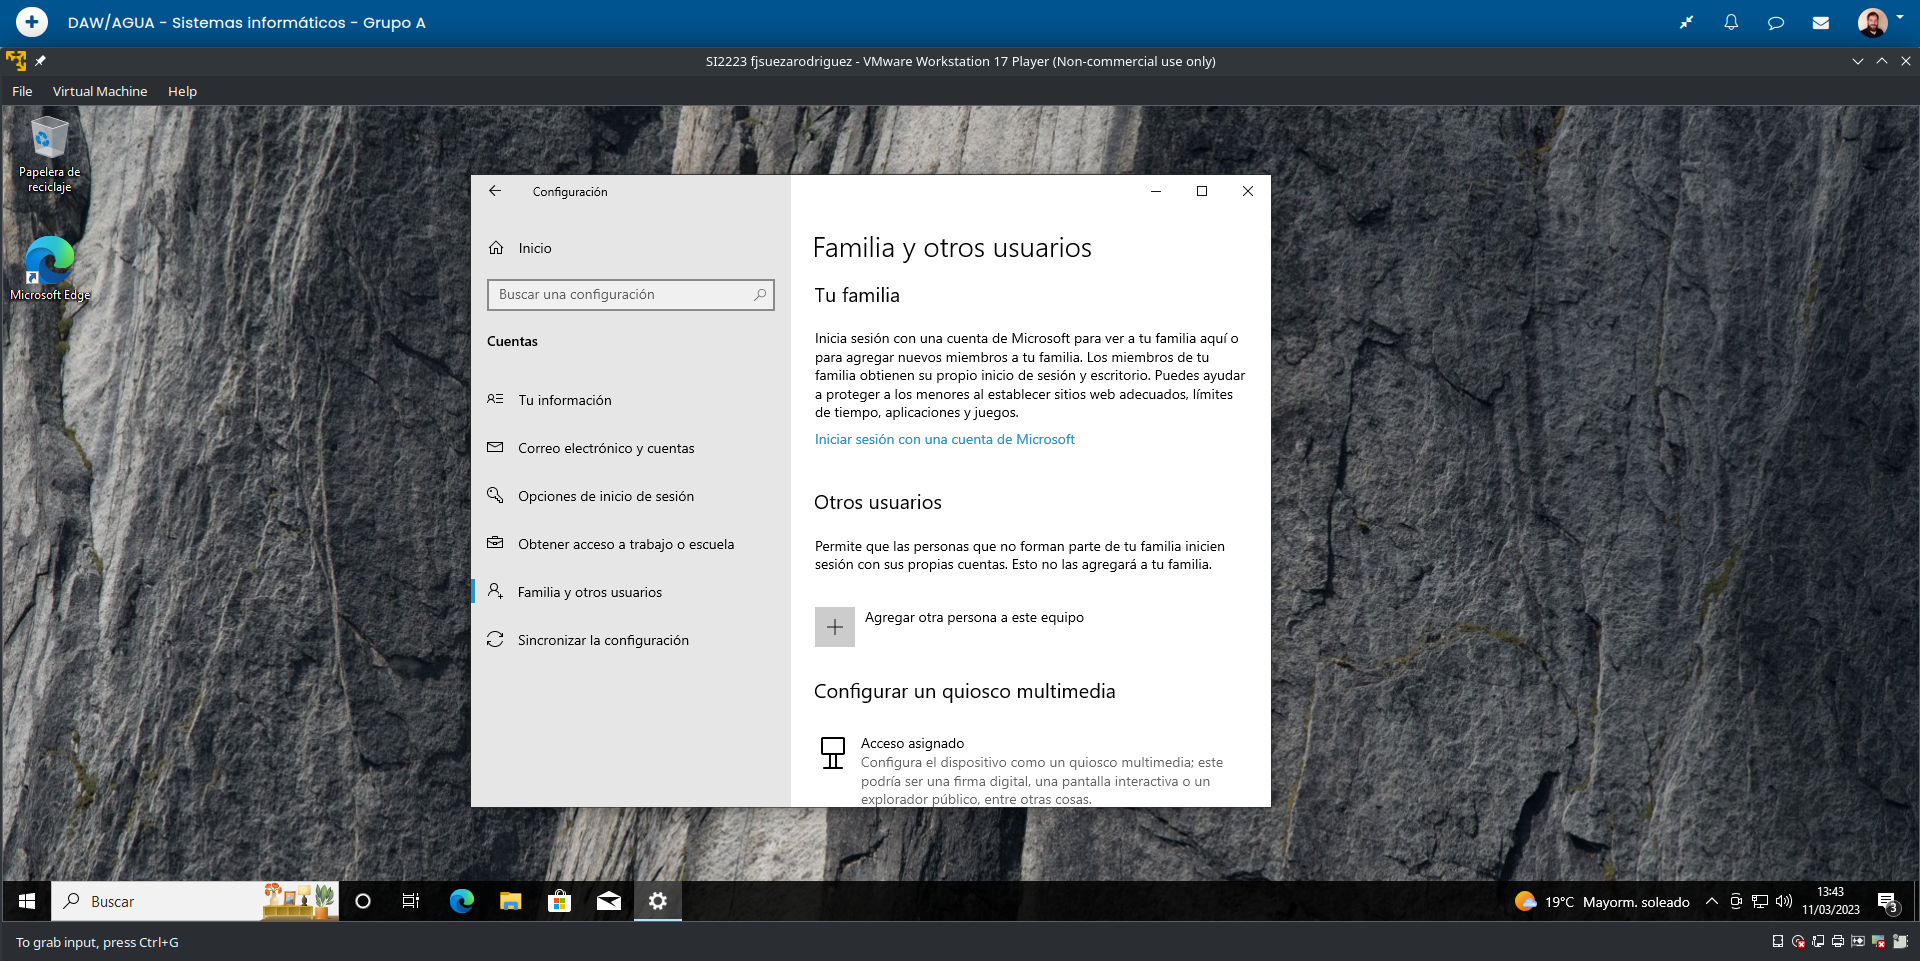 DAW/AGUA - Sistemas informáticos - Grupo A
SI2223 fjsuezarodriguez - VMware Workstation 17 Player (Non-commercial use only)
File Virtual Machine Help
Papelera de
reciclaje
Microsoft Edge
Configuración
Inicio
Buscar una configuración
Cuentas
Tu información
Correo electrónico y cuentas
Opciones de inicio de sesión
Obtener acceso a trabajo o escuela
Familia y otros usuarios
Sincronizar la configuración
Familia y otros usuarios
Tu familia
Inicia sesión con una cuenta de Microsoft para ver a tu familia aquí o
para agregar nuevos miembros a tu familia. Los miembros de tu
familia obtienen su propio inicio de sesión y escritorio. Puedes ayudar
a proteger a los menores al establecer sitios web adecuados, límites
de tiempo, aplicaciones y juegos.
Iniciar sesión con una cuenta de Microsoft
Otros usuarios
Permite que las personas que no forman parte de tu familia inicien
sesión con sus propias cuentas. Esto no las agregará a tu familia.
Agregar otra persona a este equipo
Configurar un quiosco multimedia
Acceso asignado
Configura el dispositivo como un quiosco multimedia; este
podría ser una firma digital, una pantalla interactiva o un
explorador público, entre otras cosas.
Buscar
19°C Mayorm. soleado
13:43
11/03/2023
3
To grab input, press Ctrl+G